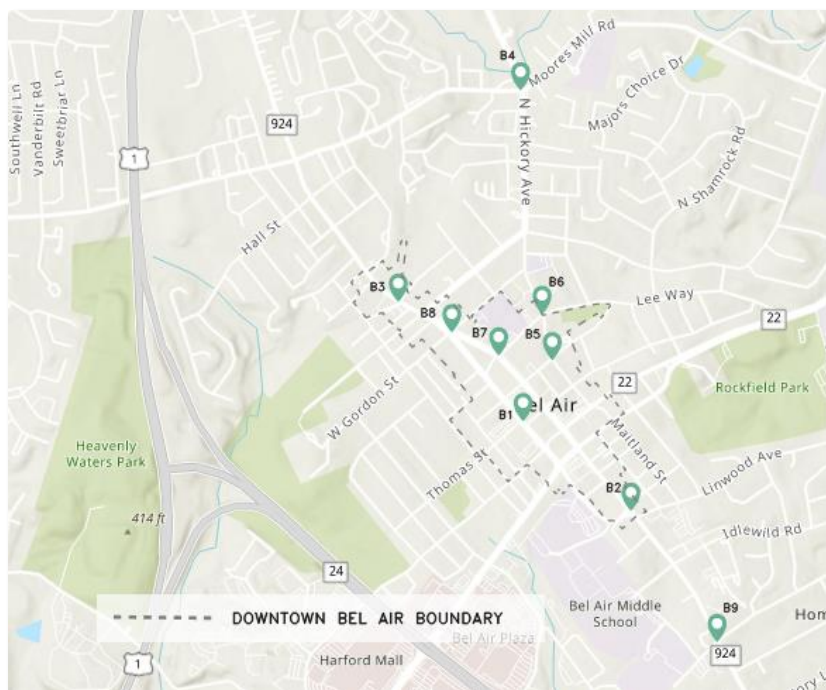 B4
Moores Mill Rd
Majors Choice Dr
Southwell Ln
Vanderbilt Rd
Sweetbriar Ln
924
1
N Hickory Ave
N Shamrock Rd
Hall St
B3
B6
Lee Way
B8
B7
B5
22
22
Rockfield Park
W Gordon St
B1
el Air
Maitland St
Heavenly
Waters Park
Thomas St
B2
Linwood Ave
414 ft
Idlewild Rd
24
Bel Air Middle
School
B9
Hom
DOWNTOWN BEL AIR BOUNDARY
Bel Air Plaza
924
1
Harford Mall
ory L